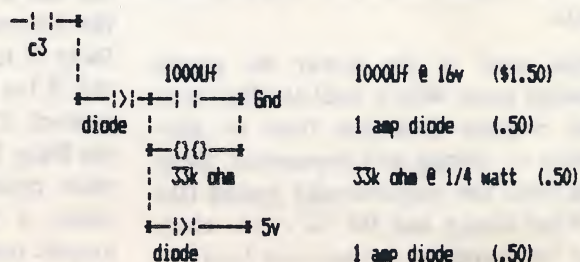 c3
1000Uf 1000Uf @ 16v ($1.50)
Gnd
diode 1 amp diode (.50)
33k ohm 33k ohm @ 1/4 watt (.50)
5v
diode 1 amp diode (.50)